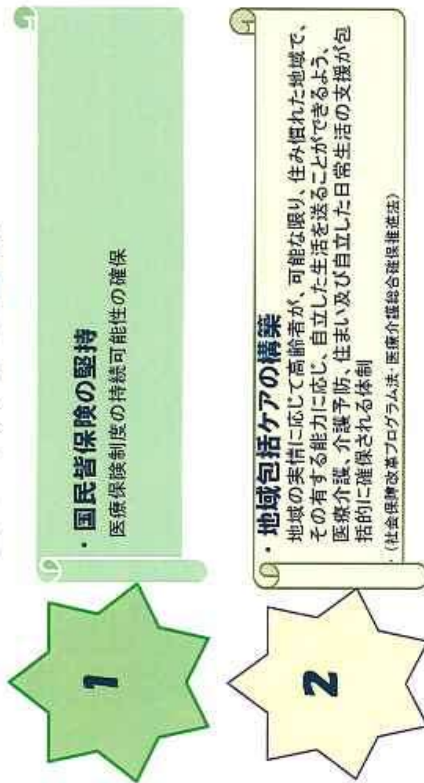 1
・国民皆保険の堅持
医療保険制度の持続可能性の確保
2
・地域包括ケアの構築
地域の実情に応じて高齢者が、可能な限り、住み慣れた地域で、
その有する能力に応じ、自立した生活を送ることができるよう、
医療介護、介護予防、住まい及び自立した日常生活の支援が包
括的に確保される体制
・(社会保障改革プログラム法・医療介護総合確保推進法)